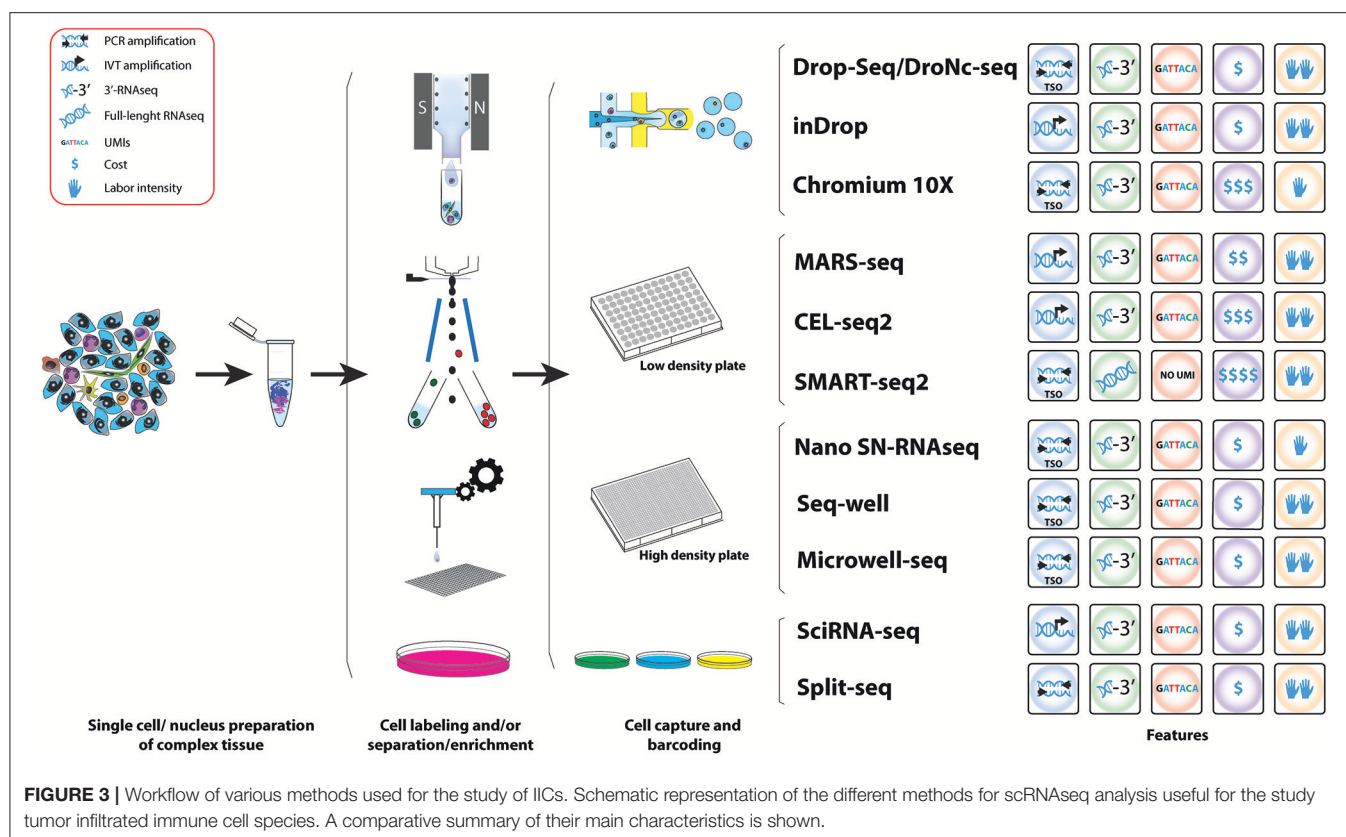 PCR amplification
IVT amplification
3'-RNAseq
Full-lenght RNAseq
GATTACA UMIs
$ Cost
Labor intensity
S N
Low density plate
High density plate
Single cell/ nucleus preparation
of complex tissue
Cell labeling and/or
separation/enrichment
Cell capture and
barcoding
Drop-Seq/DroNc-seq TSO -3' GATTACA $
inDrop -3' GATTACA $
Chromium 10X TSO -3' GATTACA $$$
MARS-seq -3' GATTACA $$
CEL-seq2 -3' GATTACA $$$
SMART-seq2 TSO NO UMI $$$$
Nano SN-RNAseq TSO -3' GATTACA $
Seq-well TSO -3' GATTACA $
Microwell-seq TSO -3' GATTACA $
SciRNA-seq -3' GATTACA $
Split-seq -3' GATTACA $
Features
FIGURE 3 | Workflow of various methods used for the study of IICs. Schematic representation of the different methods for scRNAseq analysis useful for the study
tumor infiltrated immune cell species. A comparative summary of their main characteristics is shown.